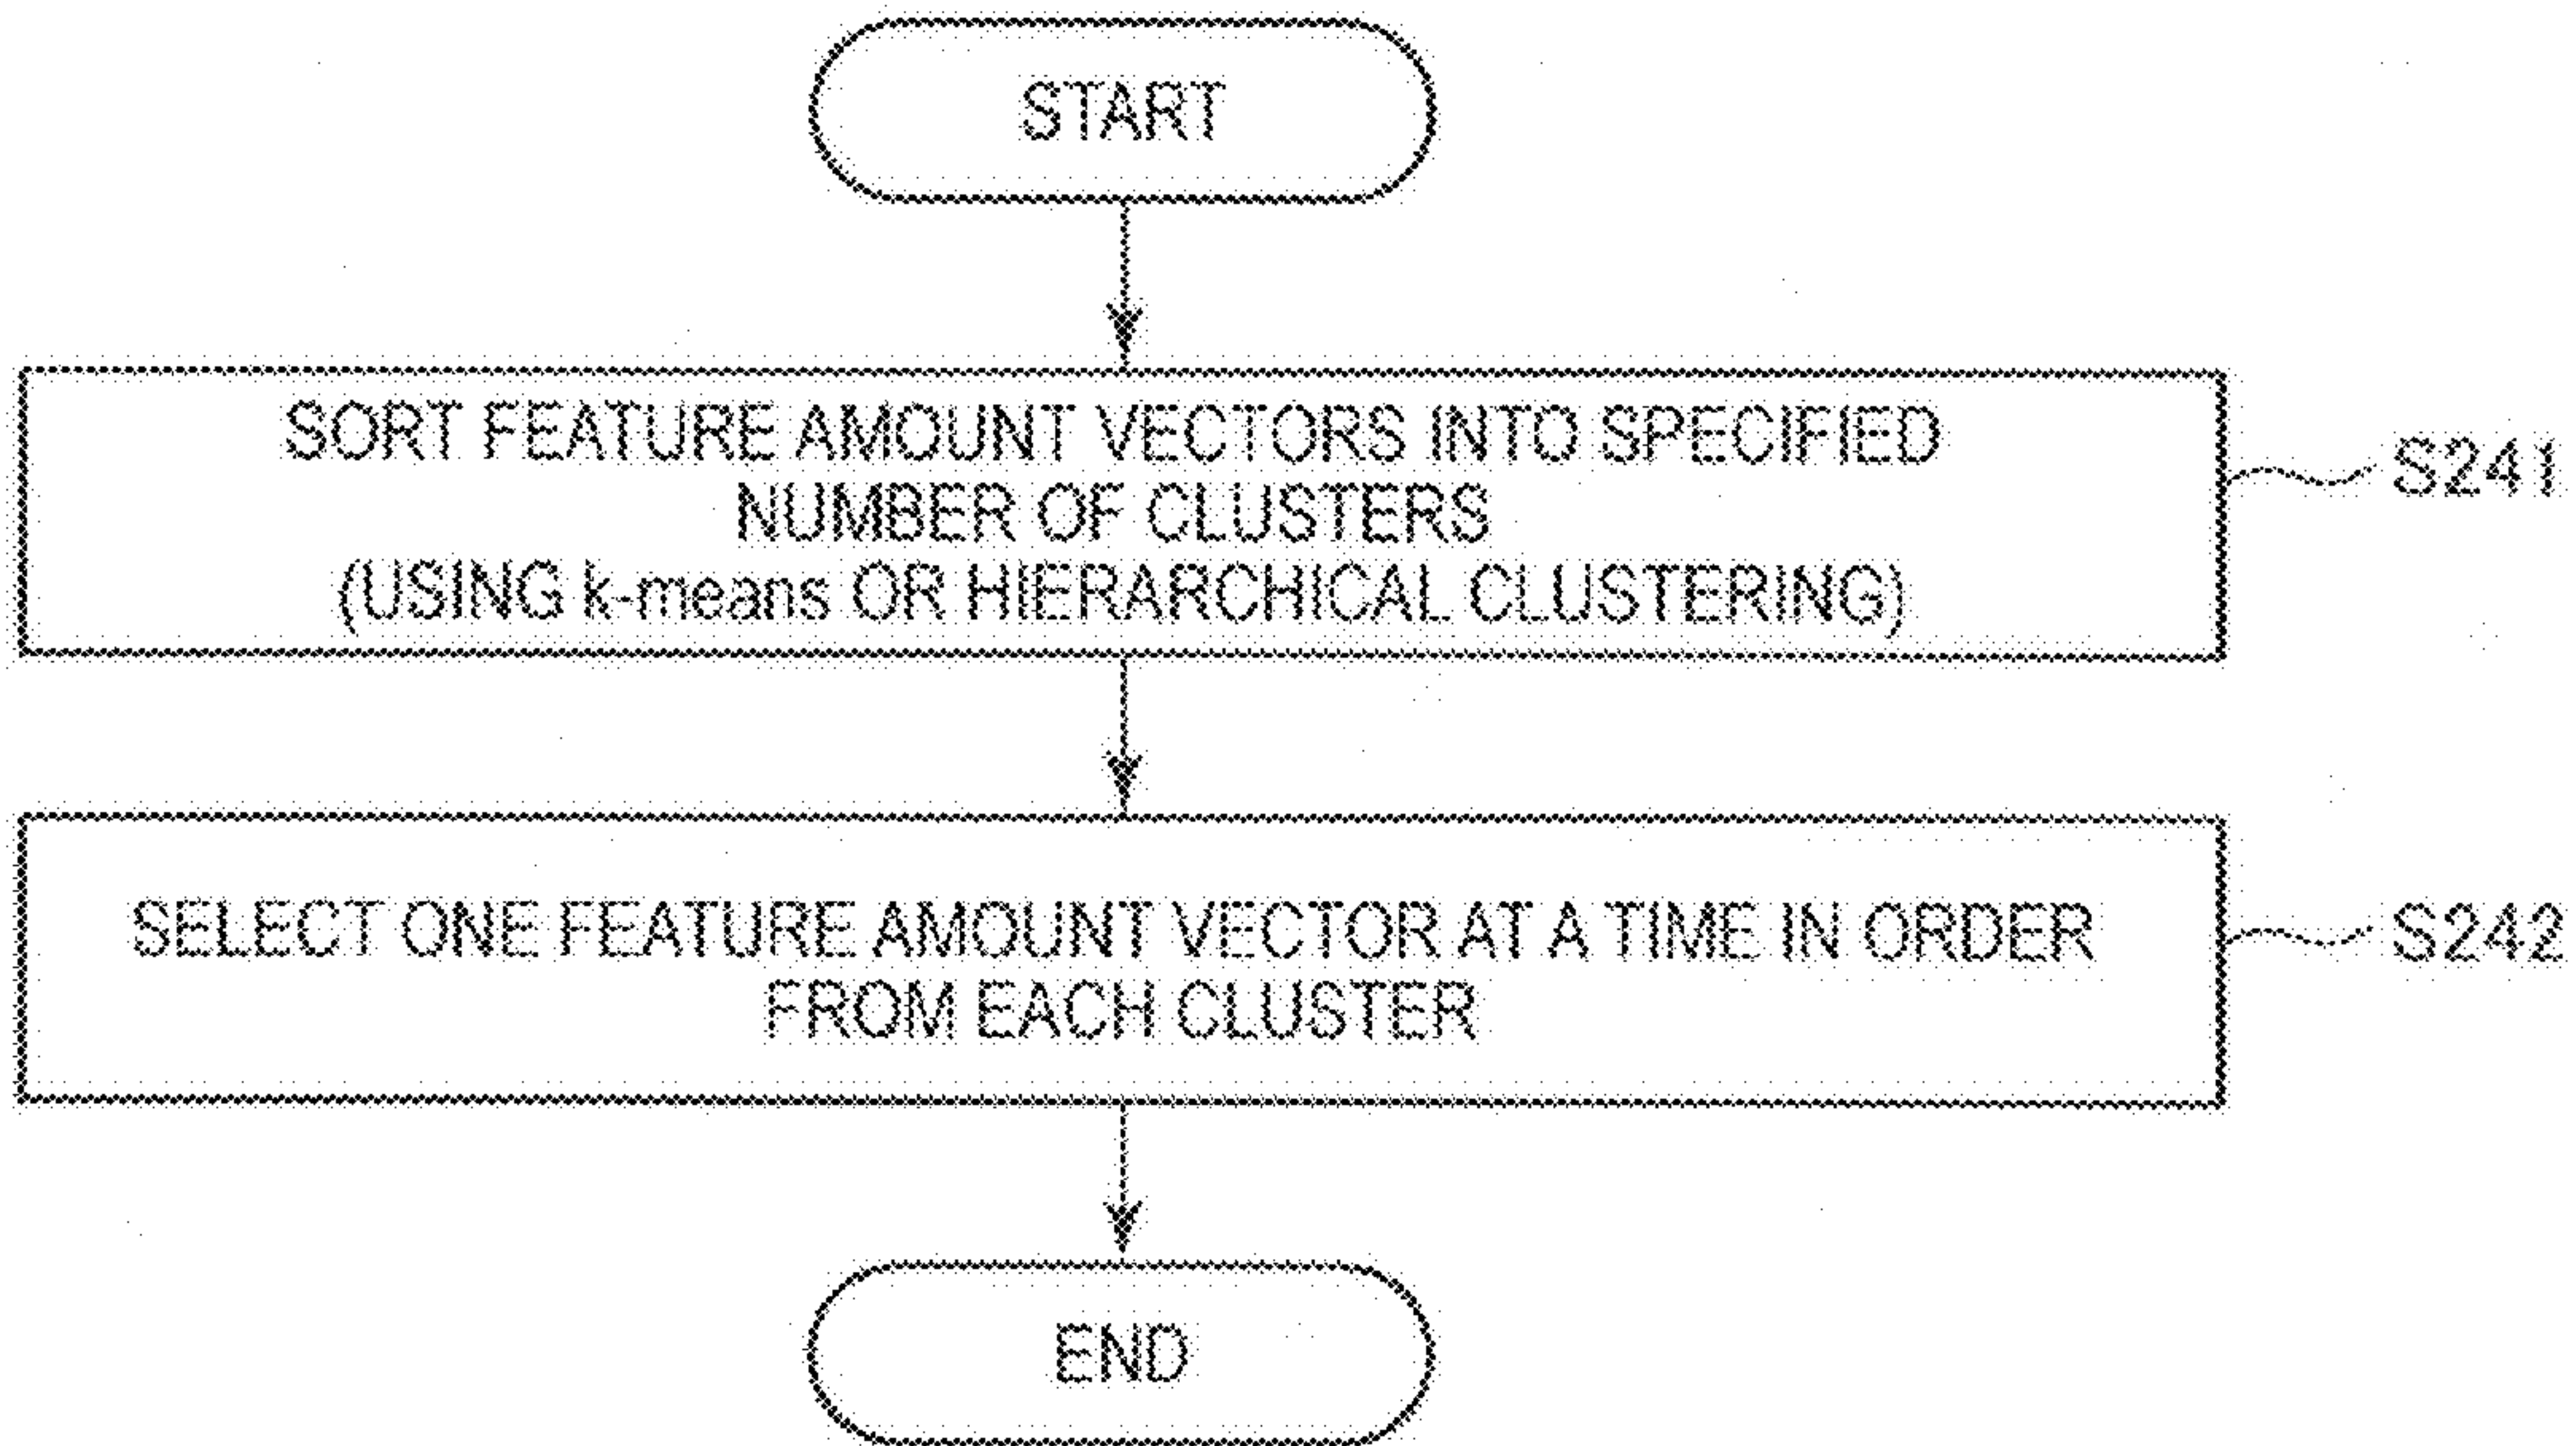 START
SORT FEATURE AMOUNT VECTORS INTO SPECIFIED
NUMBER OF CLUSTERS
(USING k-means OR HIERARCHICAL CLUSTERING)
S241
SELECT ONE FEATURE AMOUNT VECTOR AT A TIME IN ORDER
FROM EACH CLUSTER
S242
END